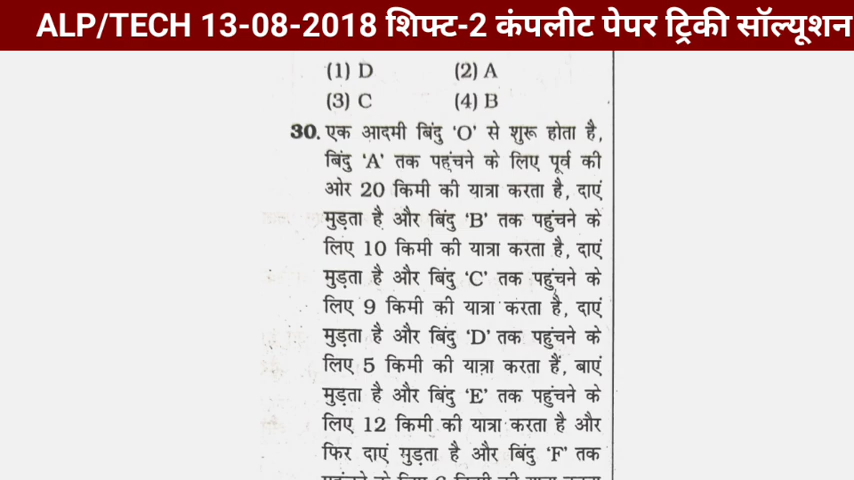 ALP/TECH 13-08-2018 शिफ्ट-2 कंपलीट पेपर ट्रिकी सॉल्यूशन
(1) D (2) A
(3) C (4) B
30. एक आदमी बिंदु 'O' से शुरू होता है,
बिंदु 'A' तक पहुंचने के लिए पूर्व की
ओर 20 किमी की यात्रा करता है, दाएं
मुड़ता है और बिंदु 'B' तक पहुंचने के
लिए 10 किमी की यात्रा करता है, दाएं
मुड़ता है और बिंदु 'C' तक पहुंचने के
लिए 9 किमी की यात्रा करता है, दाएं
मुड़ता है और बिंदु 'D' तक पहुंचने के
लिए 5 किमी की यात्रा करता हैं, बाएं
मुड़ता है और बिंदु 'E' तक पहुंचने के
लिए 12 किमी की यात्रा करता है और
फिर दाएं मुड़ता है और बिंदु 'F' तक